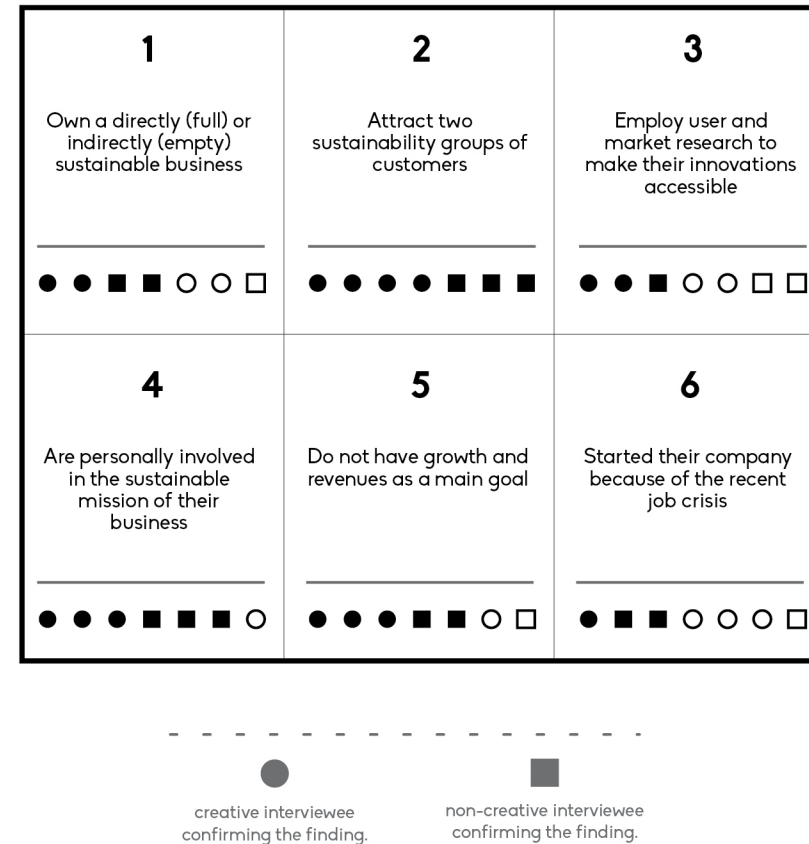 1
Own a directly (full) or
indirectly (empty)
sustainable business
2
Attract two
sustainability groups of
customers
3
Employ user and
market research to
make their innovations
accessible
4
Are personally involved
in the sustainable
mission of their
business
5
Do not have growth and
revenues as a main goal
6
Started their company
because of the recent
job crisis
creative interviewee
confirming the finding.
non-creative interviewee
confirming the finding.